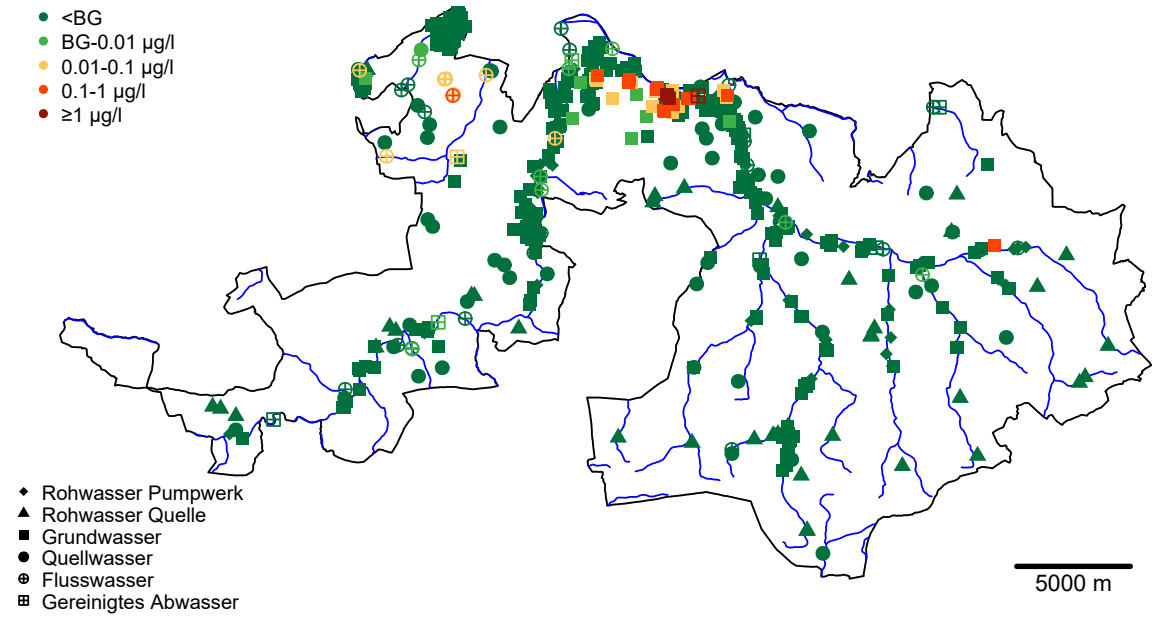 <BG
BG-0.01 µg/l
0.01-0.1 µg/l
0.1-1 µg/l
≥1 µg/l
Rohwasser Pumpwerk
Rohwasser Quelle
Grundwasser
Quellwasser
Flusswasser
Gereinigtes Abwasser
5000 m